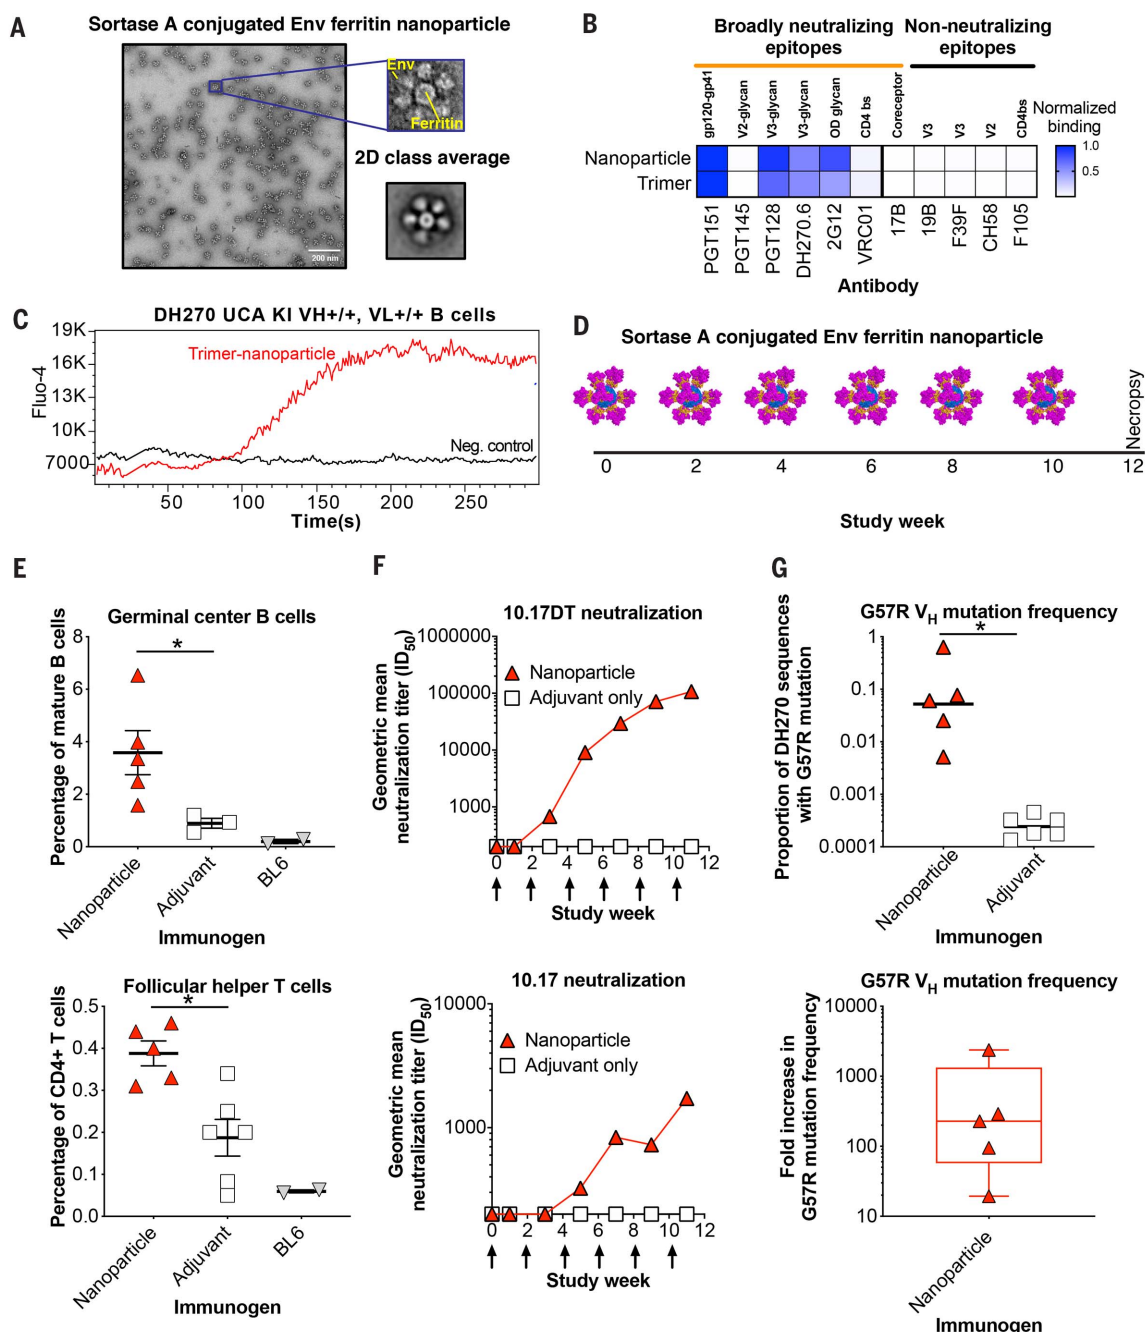 A
Sortase A conjugated Env ferritin nanoparticle
Env
Ferritin
200 nm
2D class average
B
Broadly neutralizing
epitopes
Non-neutralizing
epitopes
gp120-gp41
V2-glycan
V3-glycan
V3-glycan
OD glycan
CD4 bs
Coreceptor
V3
V3
V2
CD4bs
Normalized
binding
1.0
0.5
Nanoparticle
Trimer
PGT151
PGT145
PGT128
DH270.6
2G12
VRC01
17B
19B
F39F
CH58
F105
Antibody
C
DH270 UCA KI VH+/+, VL+/+ B cells
Fluo-4
19K
16K
13K
10K
7000
Trimer-nanoparticle
Neg. control
50 100 150 200 250
Time(s)
D
Sortase A conjugated Env ferritin nanoparticle
Necropsy
0 2 4 6 8 10 12
Study week
E
Germinal center B cells
Percentage of mature B cells
8
6
4
2
0
*
Nanoparticle
Adjuvant
BL6
Immunogen
Follicular helper T cells
Percentage of CD4+ T cells
0.5
0.4
0.3
0.2
0.1
0.0
*
Nanoparticle
Adjuvant
BL6
Immunogen
F
10.17DT neutralization
Geometric mean
neutralization titer (ID50)
1000000
100000
10000
1000
Nanoparticle
Adjuvant only
0 2 4 6 8 10 12
Study week
10.17 neutralization
Geometric mean
neutralization titer (ID50)
10000
1000
Nanoparticle
Adjuvant only
0 2 4 6 8 10 12
Study week
G
G57R VH mutation frequency
Proportion of DH270 sequences
with G57R mutation
1
0.1
0.01
0.001
0.0001
*
Nanoparticle
Adjuvant
Immunogen
G57R VH mutation frequency
Fold increase in
G57R mutation frequency
10000
1000
100
10
Nanoparticle
Immunogen